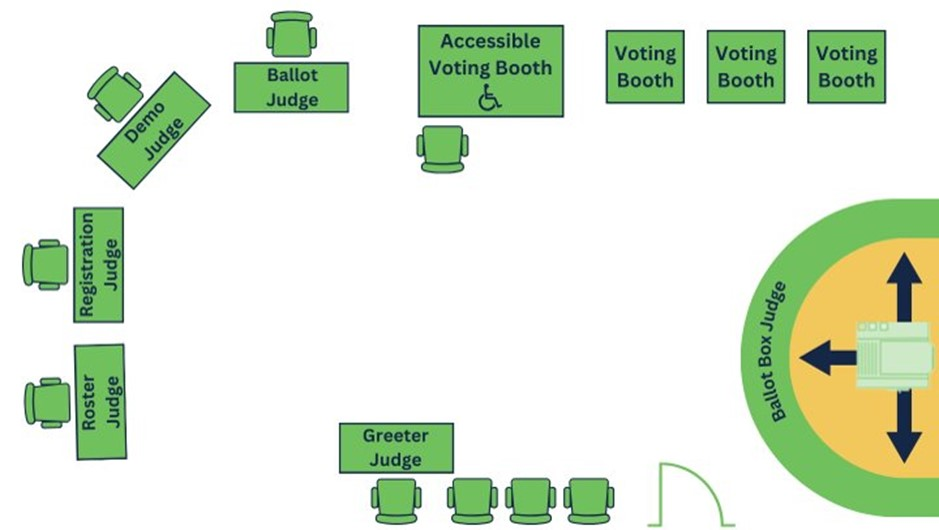 Accessible
Voting Booth
Voting
Booth
Voting
Booth
Voting
Booth
Ballot
Judge
Demo
Judge
Registration
Judge
Roster
Judge
Ballot Box Judge
Greeter
Judge